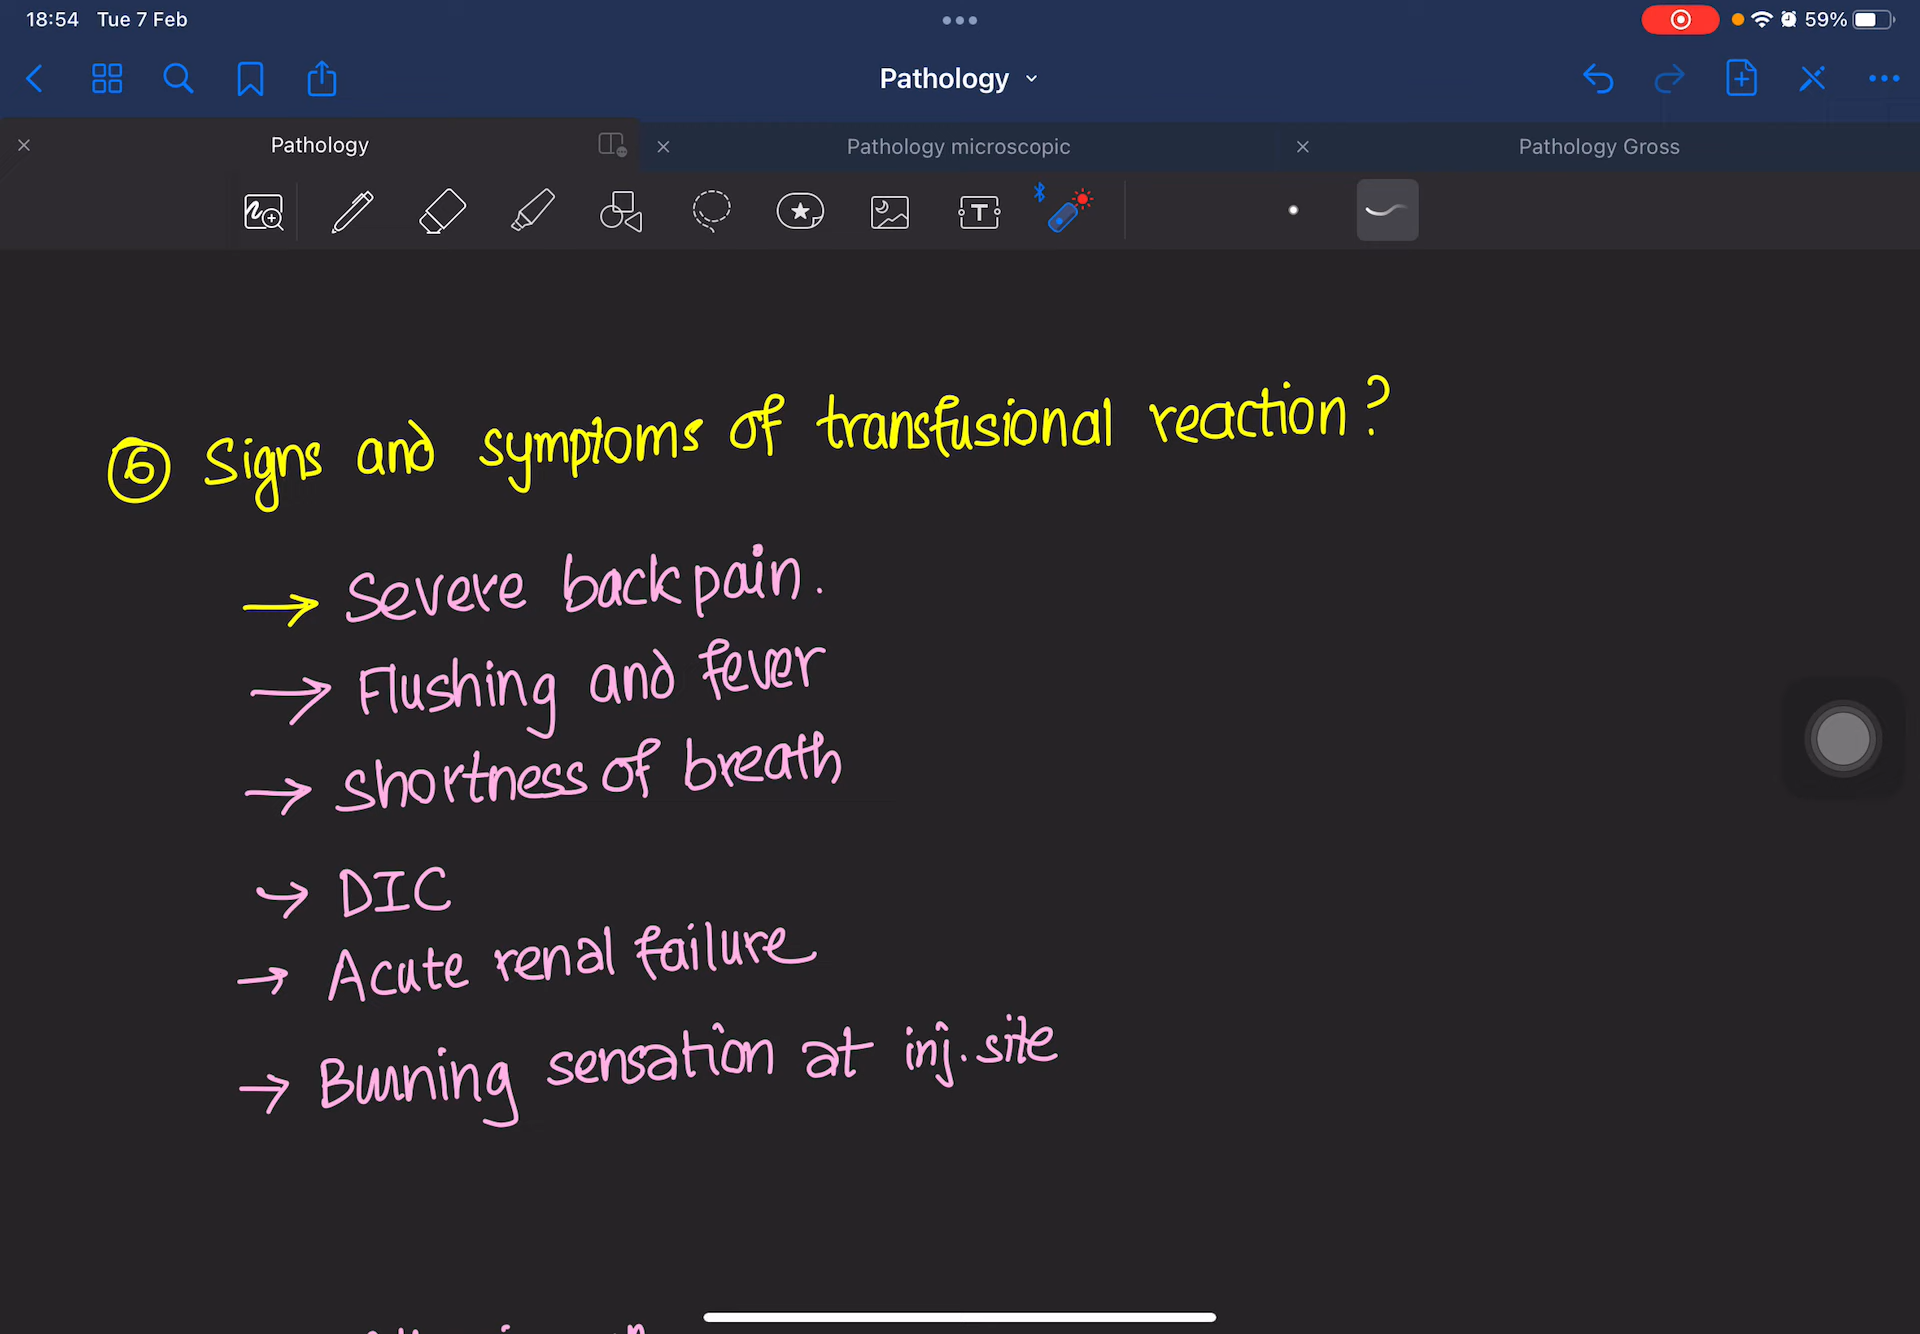 18:54 Tue 7 Feb 59%
Pathology
Pathology
Pathology microscopic
Pathology Gross
T
6 Signs and symptoms of transfusional reaction?
→ Severe back pain.
→ Flushing and fever
→ Shortness of breath
→ DIC
→ Acute renal failure
→ Burning sensation at inj. site